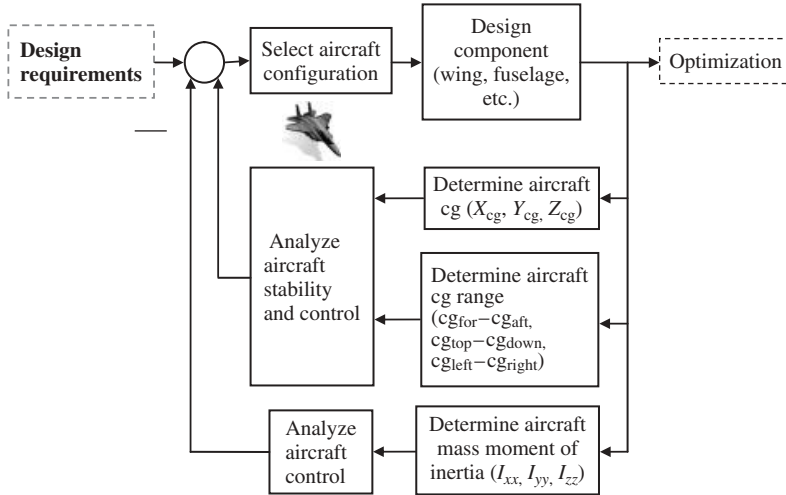 Design
requirements
Select aircraft
configuration
Design
component
(wing, fuselage,
etc.)
Optimization
Determine aircraft
cg (Xcg, Ycg, Zcg)
Analyze
aircraft
stability
and control
Determine aircraft
cg range
(cgfor–cgaft,
cgtop–cgdown,
cgleft–cgright)
Analyze
aircraft
control
Determine aircraft
mass moment of
inertia (Ixx, Iyy, Izz)